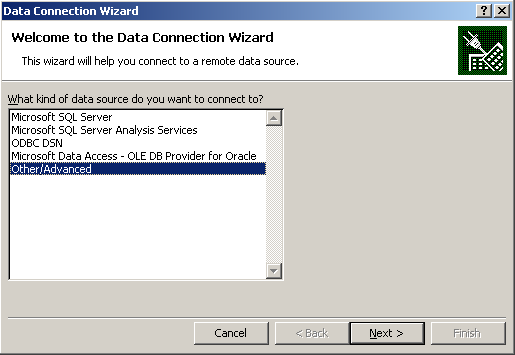 Data Connection Wizard
Welcome to the Data Connection Wizard
This wizard will help you connect to a remote data source.
What kind of data source do you want to connect to?
Microsoft SQL Server
Microsoft SQL Server Analysis Services
ODBC DSN
Microsoft Data Access - OLE DB Provider for Oracle
Other/Advanced
Cancel
< Back
Next >
Finish